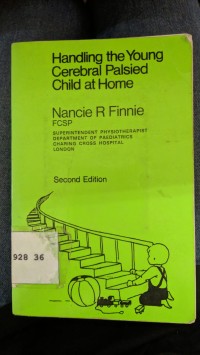 Handling the Young
Cerebral Palsied
Child at Home
Nancie R Finnie
FCSP
SUPERINTENDENT PHYSIOTHERAPIST
DEPARTMENT OF PAEDIATRICS
CHARING CROSS HOSPITAL
LONDON
Second Edition
928 36